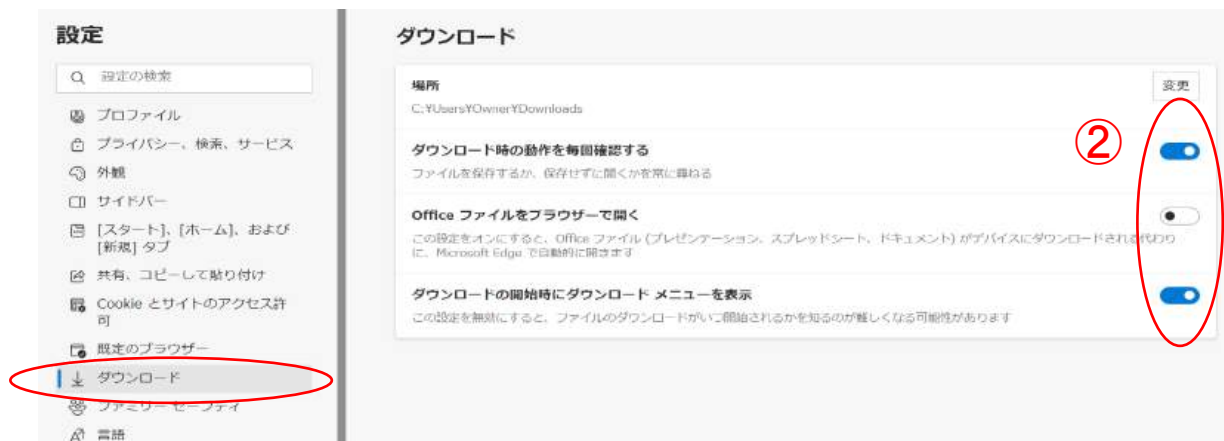 設定
設定の検索
プロファイル
プライバシー、検索、サービス
外観
サイドバー
[スタート]、[ホーム]、および
[新規] タブ
共有、コピーして貼り付け
Cookie とサイトのアクセス許
可
既定のブラウザー
ダウンロード
ファミリー セーフティ
言語
ダウンロード
場所
変更
C:¥Users¥Owner¥Downloads
②
ダウンロード時の動作を毎回確認する
ファイルを保存するか、保存せずに開くかを常に尋ねる
Office ファイルをブラウザーで開く
この設定をオンにすると、Office ファイル (プレゼンテーション、スプレッドシート、ドキュメント) がデバイスにダウンロードされる代わり
に、Microsoft Edge で自動的に開きます
ダウンロードの開始時にダウンロード メニューを表示
この設定を無効にすると、ファイルのダウンロードがいつ開始されるかを知るのが難しくなる可能性があります